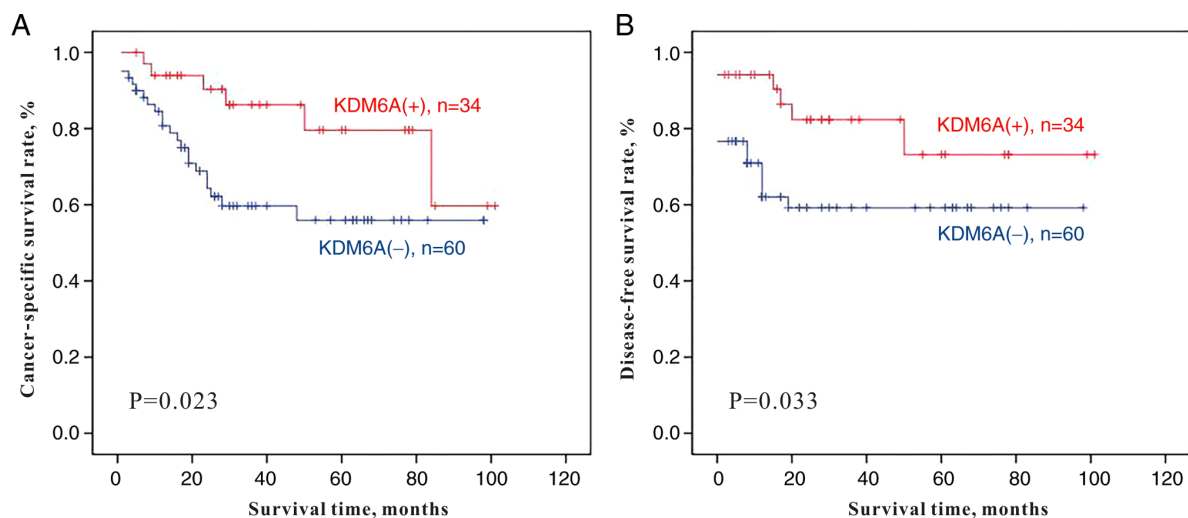 A
Cancer-specific survival rate, %
1.0
0.8
0.6
0.4
0.2
0.0
KDM6A(+), n=34
KDM6A(−), n=60
P=0.023
0 20 40 60 80 100 120
Survival time, months
B
Disease-free survival rate, %
1.0
0.8
0.6
0.4
0.2
0.0
KDM6A(+), n=34
KDM6A(−), n=60
P=0.033
0 20 40 60 80 100 120
Survival time, months